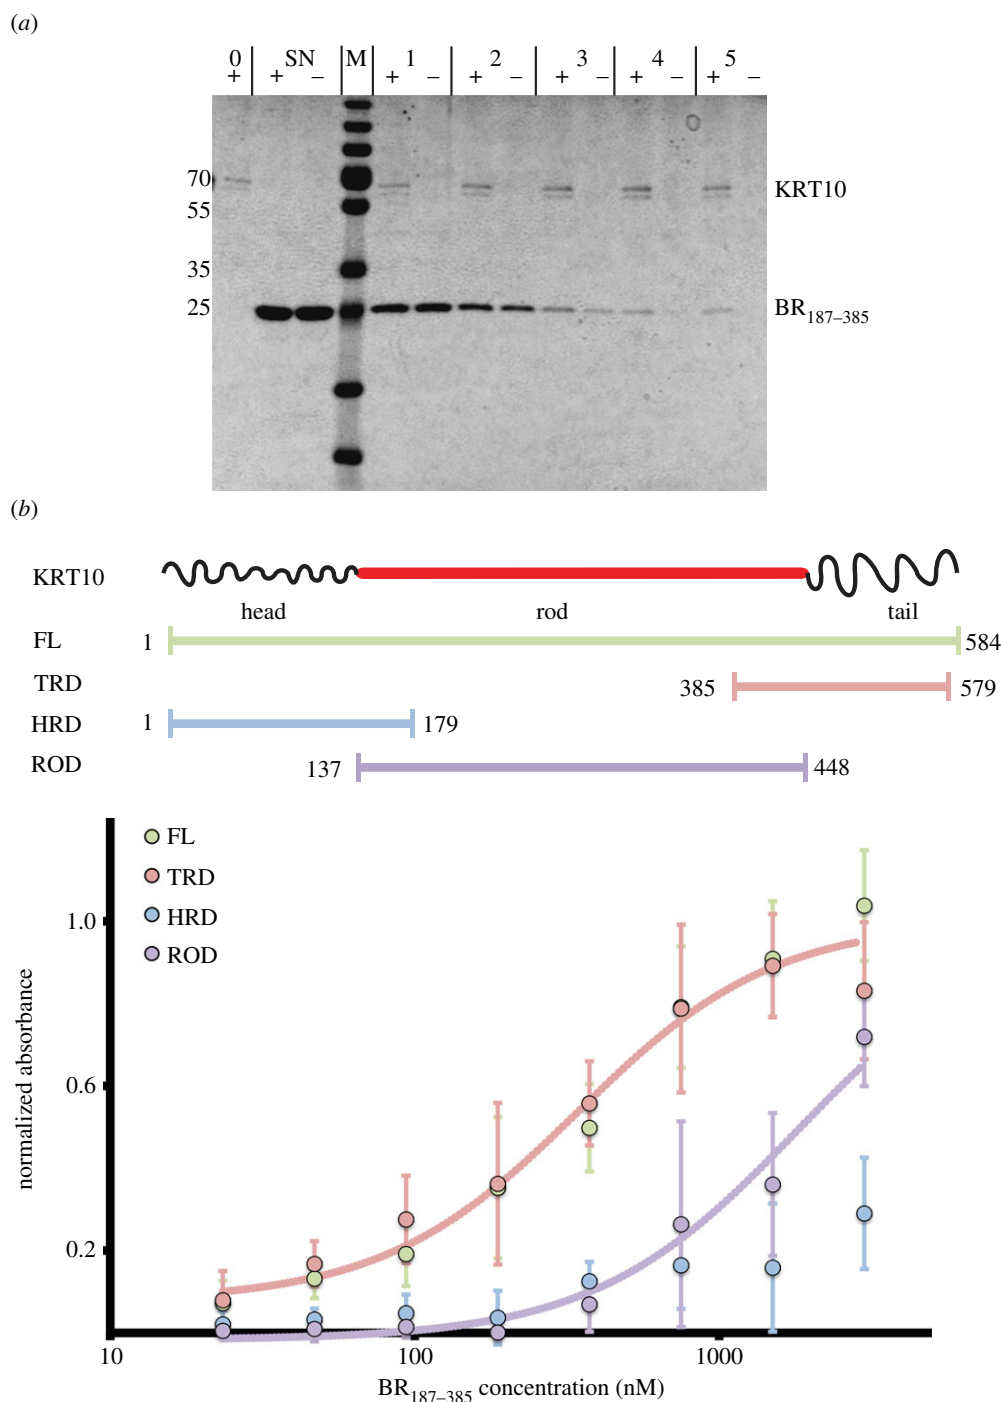 (a)
0 SN M 1 2 3 4 5
+ + – + – + – + – + – + –
70 KRT10
55
35
25 BR187–385
(b)
KRT10
head rod tail
FL 1 584
TRD 385 579
HRD 1 179
ROD 137 448
FL
TRD
HRD
ROD
1.0
0.6
0.2
normalized absorbance
10 100 1000
BR187–385 concentration (nM)